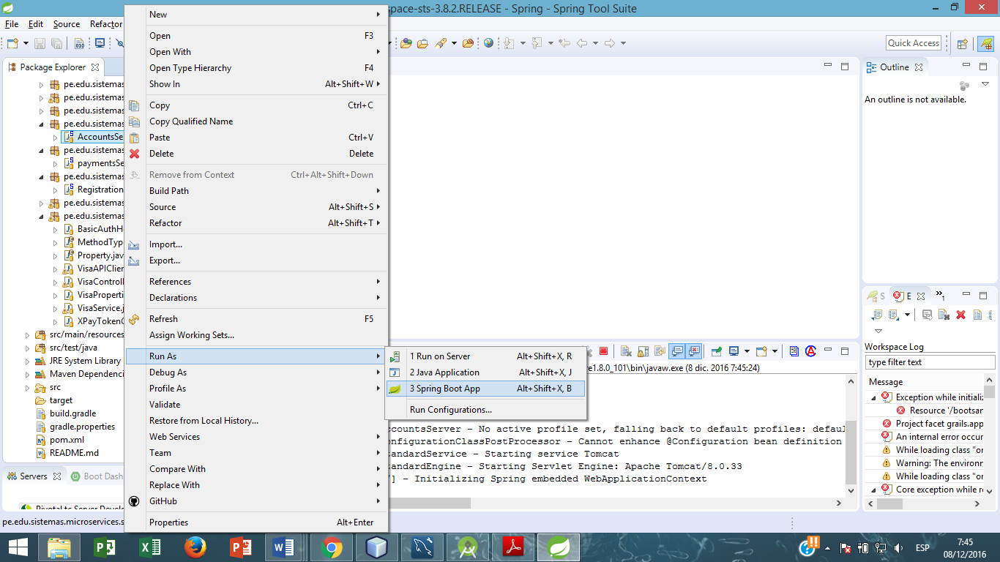 space-sts-3.8.2.RELEASE - Spring - Spring Tool Suite
File Edit Source Refactor
Quick Access
Package Explorer
pe.edu.sistemas
pe.edu.sistemas
pe.edu.sistemas
pe.edu.sistemas
AccountsSe
pe.edu.sistemas
paymentsSe
pe.edu.sistemas
Registration
pe.edu.sistemas
pe.edu.sistemas
BasicAuthH
MethodTyp
Property.jav
VisaAPIClien
VisaControll
VisaProperti
VisaService.j
XPayTokenG
src/main/resources
src/test/java
JRE System Library
Maven Dependenci
src
target
build.gradle
gradle.properties
pom.xml
README.md
Servers
Boot Dash
Pivotal tc Server Develo
pe.edu.sistemas.microservices.s
New
Open F3
Open With
Open Type Hierarchy F4
Show In Alt+Shift+W
Copy Ctrl+C
Copy Qualified Name
Paste Ctrl+V
Delete Delete
Remove from Context Ctrl+Alt+Shift+Down
Build Path
Source Alt+Shift+S
Refactor Alt+Shift+T
Import...
Export...
References
Declarations
Refresh F5
Assign Working Sets...
Run As
Debug As
Profile As
Validate
Restore from Local History...
Web Services
Team
Compare With
Replace With
GitHub
Properties Alt+Enter
1 Run on Server Alt+Shift+X, R
2 Java Application Alt+Shift+X, J
3 Spring Boot App Alt+Shift+X, B
Run Configurations...
e1.8.0_101\bin\javaw.exe (8 dic. 2016 7:45:24)
ccountsServer - No active profile set, falling back to default profiles: defaul
onfigurationClassPostProcessor - Cannot enhance @Configuration bean definition
tandardService - Starting service Tomcat
tandardEngine - Starting Servlet Engine: Apache Tomcat/8.0.33
/] - Initializing Spring embedded WebApplicationContext
Outline
An outline is not available.
S
E
1
Workspace Log
type filter text
Message
Exception while initializ
Resource '/bootsan
Project facet grails.app
An internal error occur
While loading class "or
Warning: The environn
While loading class "or
Core exception while re
ESP
7:45
08/12/2016